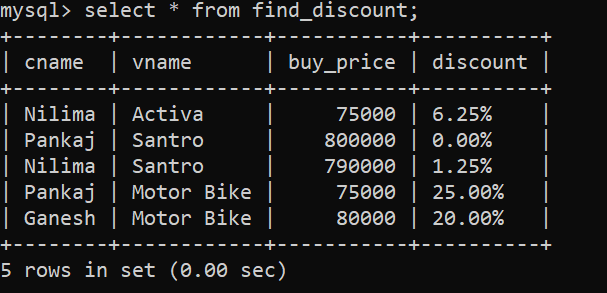 mysql> select * from find_discount;
+--------+------------+-----------+----------+
| cname  | vname      | buy_price | discount |
+--------+------------+-----------+----------+
| Nilima | Activa     |     75000 | 6.25%    |
| Pankaj | Santro     |    800000 | 0.00%    |
| Nilima | Santro     |    790000 | 1.25%    |
| Pankaj | Motor Bike |     75000 | 25.00%   |
| Ganesh | Motor Bike |     80000 | 20.00%   |
+--------+------------+-----------+----------+
5 rows in set (0.00 sec)